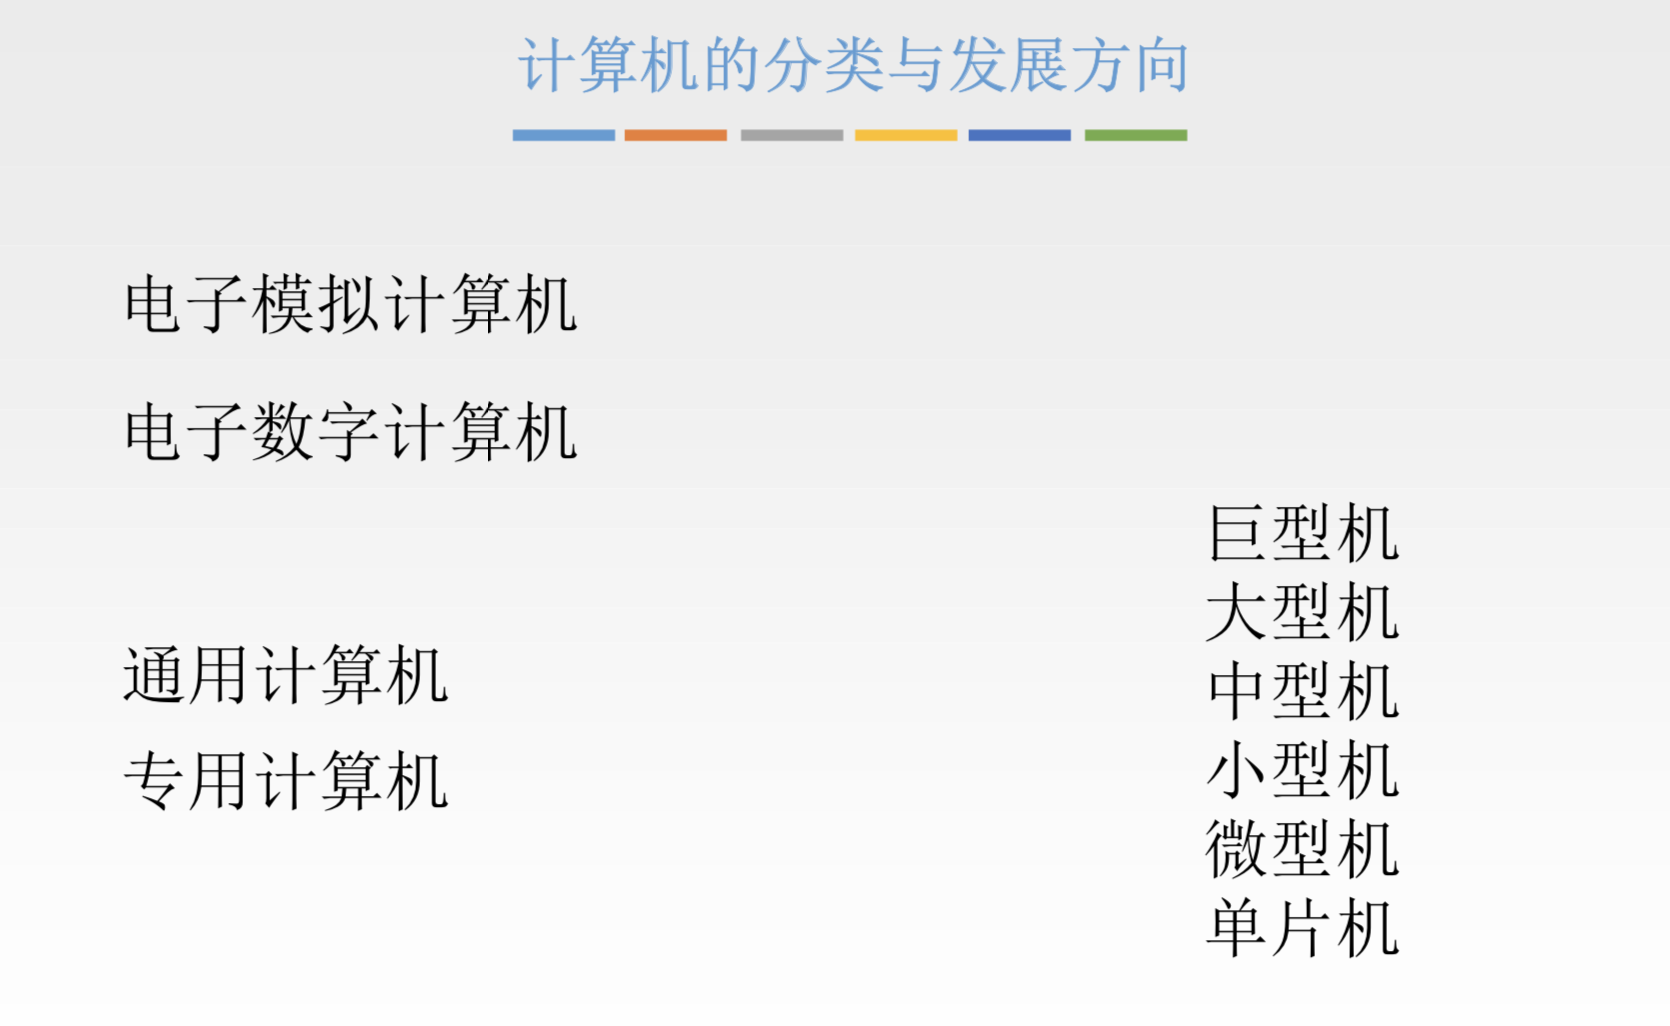 计算机的分类与发展方向
电子模拟计算机
电子数字计算机
通用计算机
专用计算机
巨型机
大型机
中型机
小型机
微型机
单片机